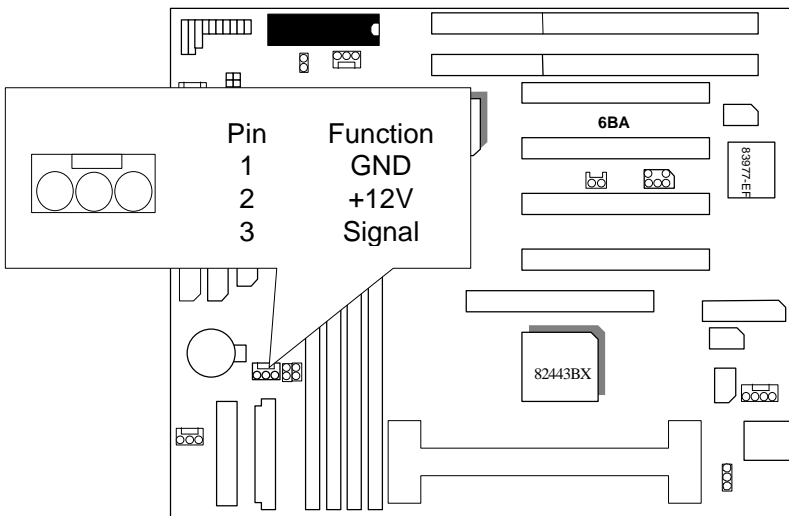 6BA
83977-EF
Pin Function
1 GND
2 +12V
3 Signal
82443BX